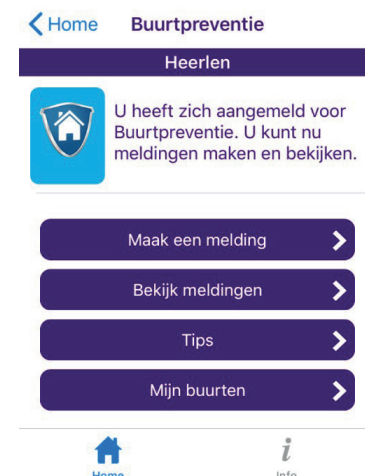 Home Buurtpreventie
Heerlen
U heeft zich aangemeld voor
Buurtpreventie. U kunt nu
meldingen maken en bekijken.
Maak een melding
Bekijk meldingen
Tips
Mijn buurten
Home Info